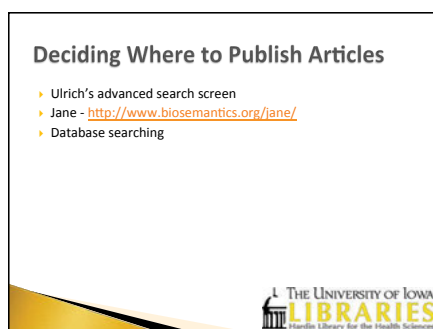 Deciding Where to Publish Articles
Ulrich's advanced search screen
Jane - http://www.biosemantics.org/jane/
Database searching
THE UNIVERSITY OF IOWA
LIBRARIES
Hardin Library for the Health Sciences